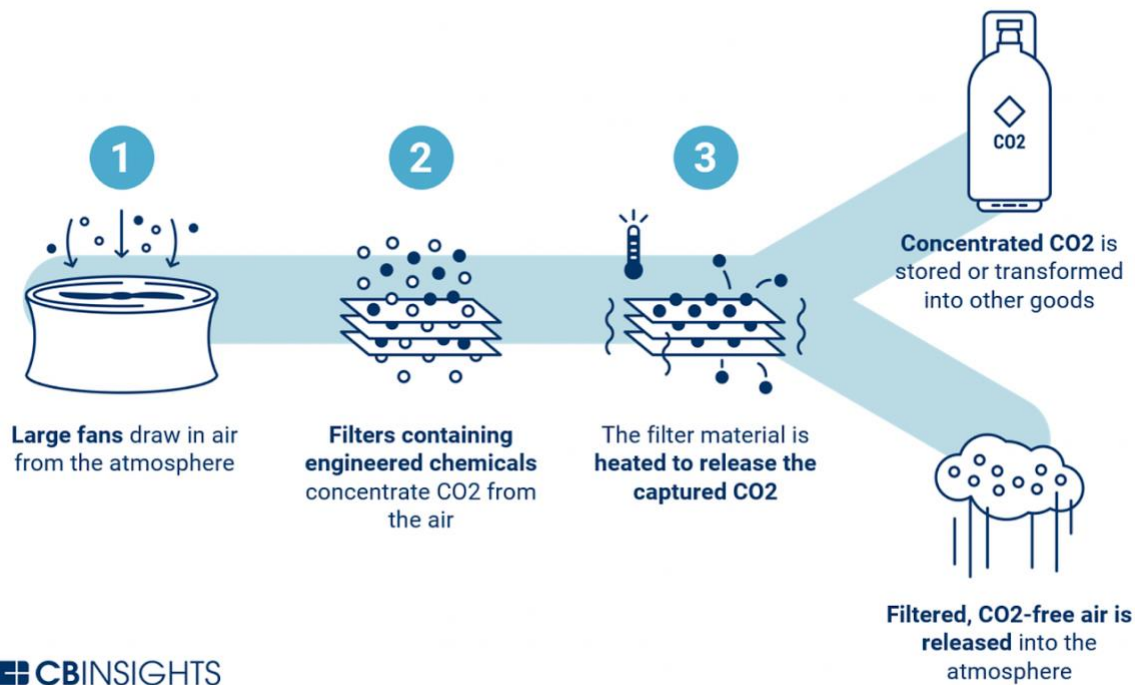 1
2
3
CO2
Concentrated CO2 is
stored or transformed
into other goods
Large fans draw in air
from the atmosphere
Filters containing
engineered chemicals
concentrate CO2 from
the air
The filter material is
heated to release the
captured CO2
Filtered, CO2-free air is
released into the
atmosphere
CBINSIGHTS